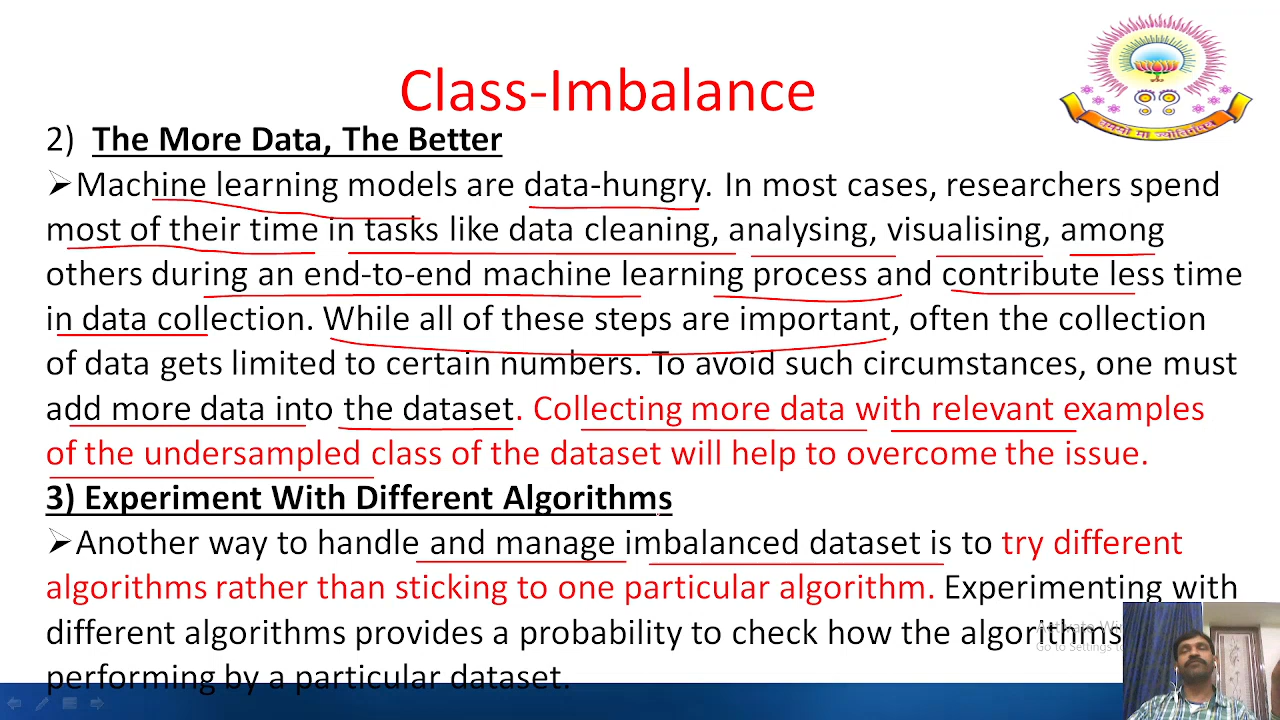 Class-Imbalance
तमसो मा ज्योतिर्गमय
2) The More Data, The Better
➢Machine learning models are data-hungry. In most cases, researchers spend
most of their time in tasks like data cleaning, analysing, visualising, among
others during an end-to-end machine learning process and contribute less time
in data collection. While all of these steps are important, often the collection
of data gets limited to certain numbers. To avoid such circumstances, one must
add more data into the dataset. Collecting more data with relevant examples
of the undersampled class of the dataset will help to overcome the issue.
3) Experiment With Different Algorithms
➢Another way to handle and manage imbalanced dataset is to try different
algorithms rather than sticking to one particular algorithm. Experimenting with
different algorithms provides a probability to check how the algorithms
performing by a particular dataset.
Activate Wi
Go to Settings t